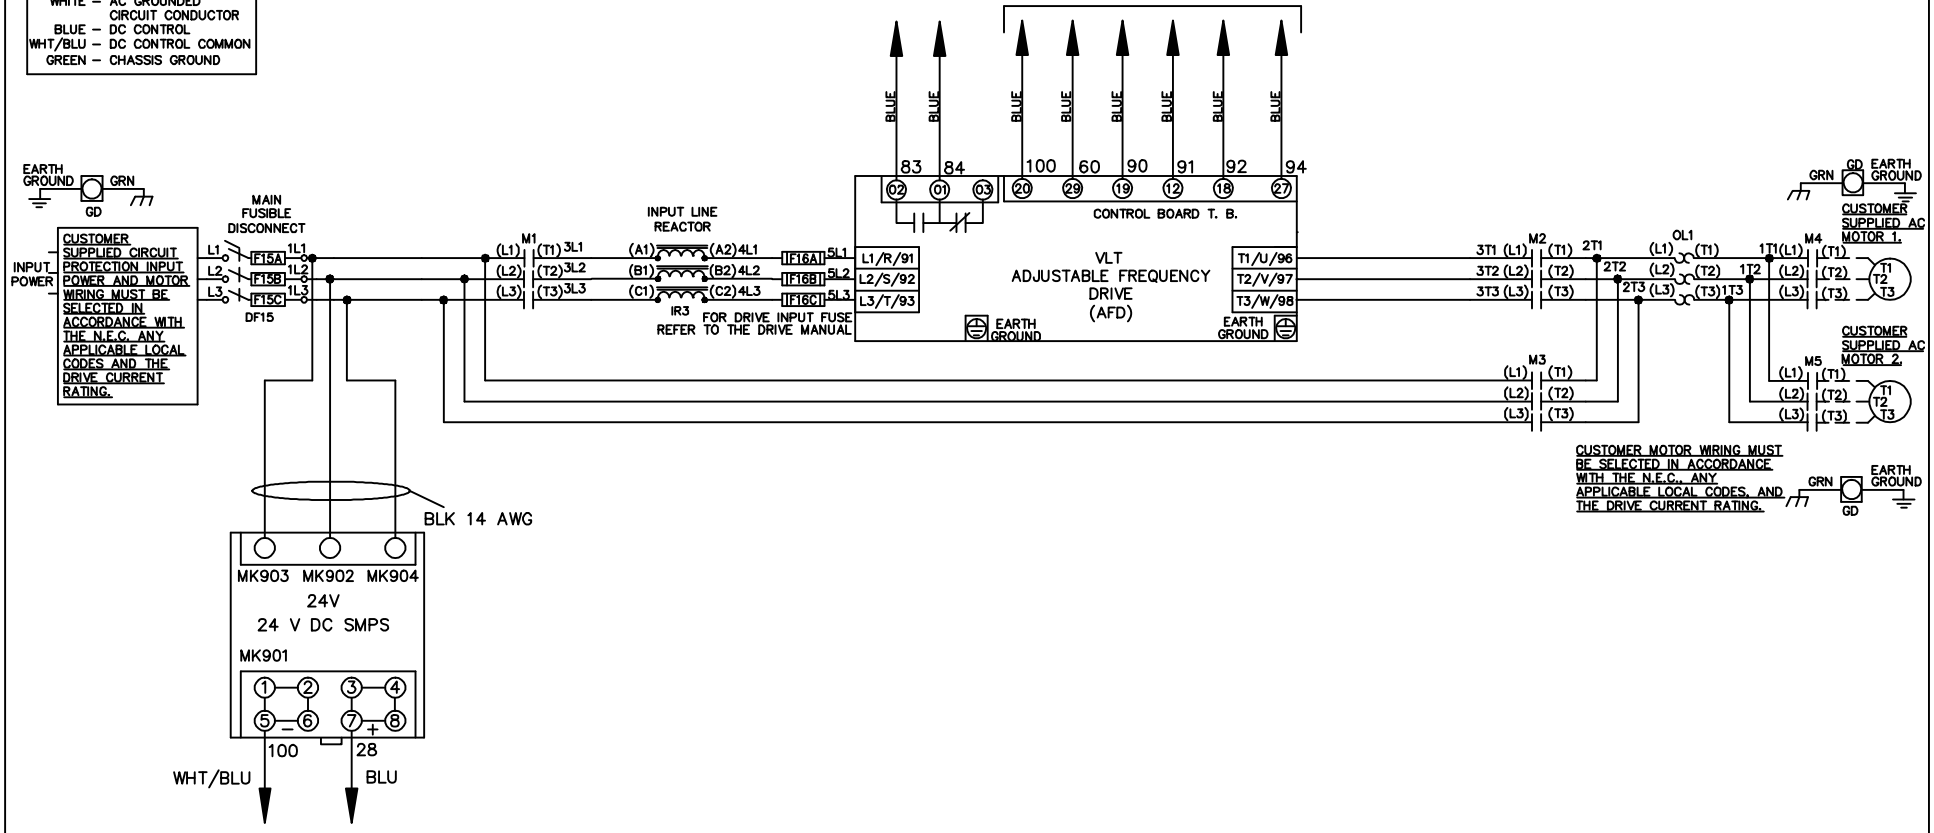 WHITE – AC GROUNDED
CIRCUIT CONDUCTOR
BLUE – DC CONTROL
WHT/BLU – DC CONTROL COMMON
GREEN – CHASSIS GROUND
BLUE
BLUE
BLUE
BLUE
BLUE
BLUE
BLUE
BLUE
83
84
100
60
90
91
92
94
02
01
03
20
29
19
12
18
27
CONTROL BOARD T. B.
EARTH
GROUND
GRN
GD
MAIN
FUSIBLE
DISCONNECT
INPUT
POWER
CUSTOMER
SUPPLIED CIRCUIT
PROTECTION INPUT
POWER AND MOTOR
WIRING MUST BE
SELECTED IN
ACCORDANCE WITH
THE N.E.C. ANY
APPLICABLE LOCAL
CODES AND THE
DRIVE CURRENT
RATING.
L1 F15A 1L1
L2 F15B 1L2
L3 F15C 1L3
DF15
M1
(L1) (T1) 3L1
(L2) (T2) 3L2
(L3) (T3) 3L3
INPUT LINE
REACTOR
(A1) (A2) 4L1
(B1) (B2) 4L2
(C1) (C2) 4L3
IR3
F16A 5L1
F16B 5L2
F16C 5L3
FOR DRIVE INPUT FUSE
REFER TO THE DRIVE MANUAL
L1/R/91
L2/S/92
L3/T/93
VLT
ADJUSTABLE FREQUENCY
DRIVE
(AFD)
T1/U/96
T2/V/97
T3/W/98
EARTH
GROUND
EARTH
GROUND
M2
3T1 (L1) (T1) 2T1
3T2 (L2) (T2) 2T2
3T3 (L3) (T3) 2T3
OL1
(L1) (T1) 1T1
(L2) (T2) 1T2
(L3) (T3) 1T3
M4
(L1) (T1)
(L2) (T2)
(L3) (T3)
T1
T2
T3
GRN
GD
EARTH
GROUND
CUSTOMER
SUPPLIED AC
MOTOR 1.
M3
(L1) (T1)
(L2) (T2)
(L3) (T3)
CUSTOMER
SUPPLIED AC
MOTOR 2.
M5
(L1) (T1)
(L2) (T2)
(L3) (T3)
T1
T2
T3
CUSTOMER MOTOR WIRING MUST
BE SELECTED IN ACCORDANCE
WITH THE N.E.C., ANY
APPLICABLE LOCAL CODES, AND
THE DRIVE CURRENT RATING.
GRN
GD
EARTH
GROUND
BLK 14 AWG
MK903 MK902 MK904
24V
24 V DC SMPS
MK901
1 2 3 4
5 – 6 7 + 8
100
28
WHT/BLU
BLU